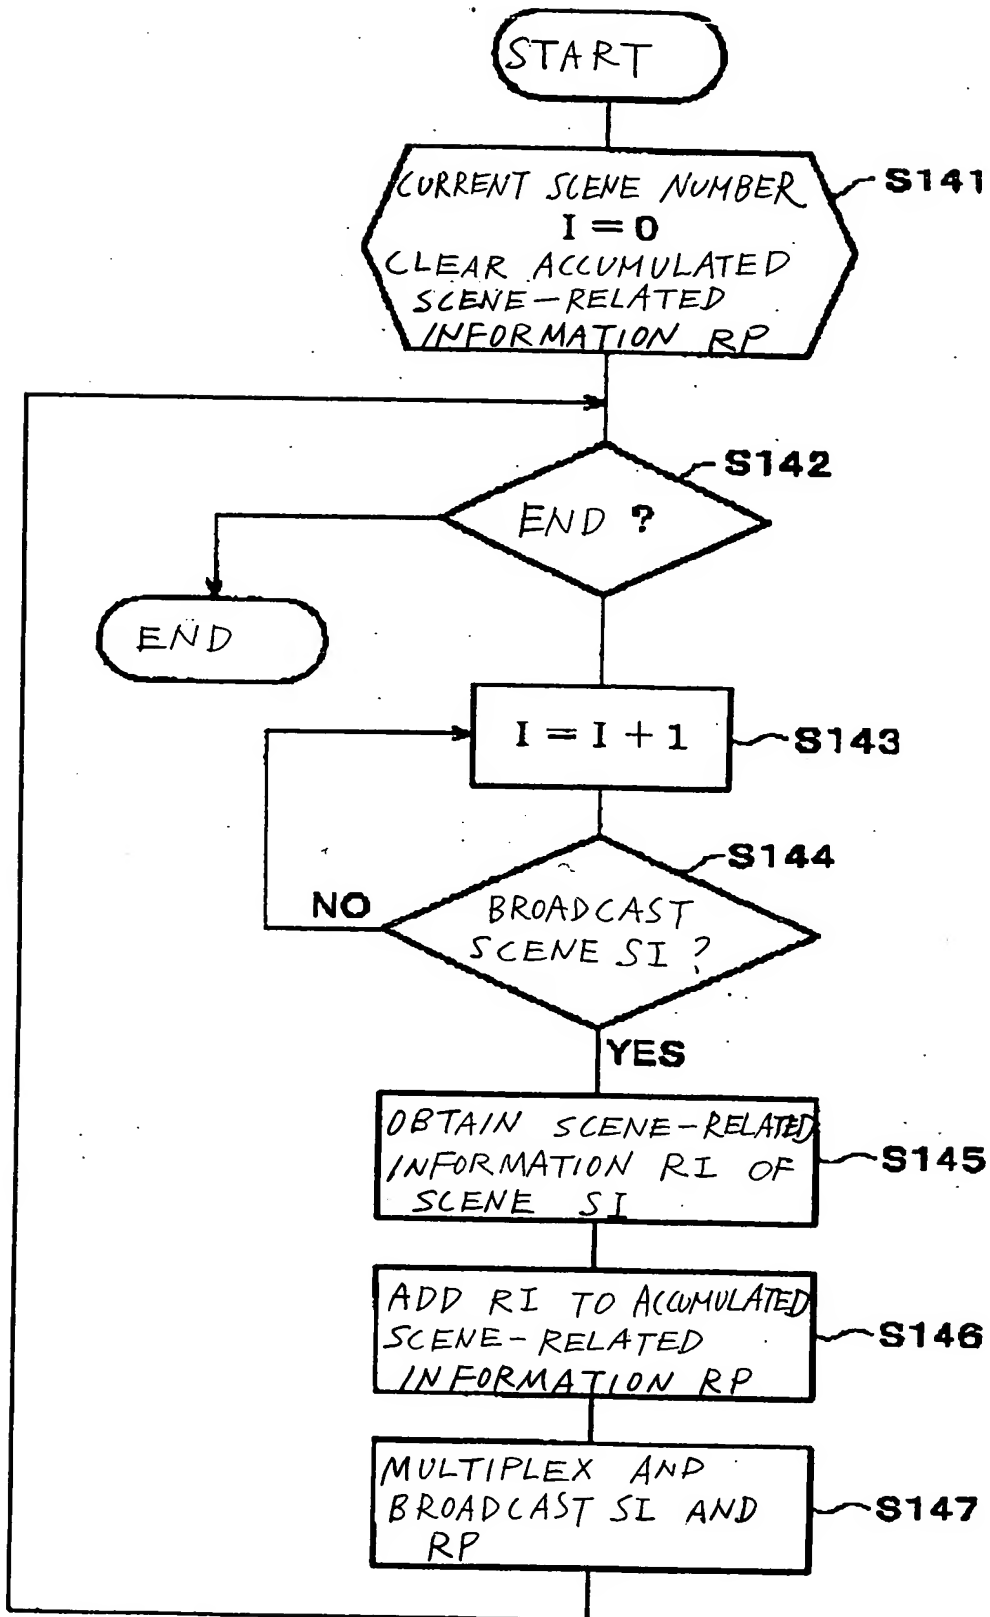 START
CURRENT SCENE NUMBER
I = 0
CLEAR ACCUMULATED
SCENE-RELATED
INFORMATION RP
S141
S142
END ?
END
I = I + 1
S143
S144
BROADCAST
SCENE SI ?
NO
YES
OBTAIN SCENE-RELATED
INFORMATION RI OF
SCENE SI
S145
ADD RI TO ACCUMULATED
SCENE-RELATED
INFORMATION RP
S146
MULTIPLEX AND
BROADCAST SI AND
RP
S147